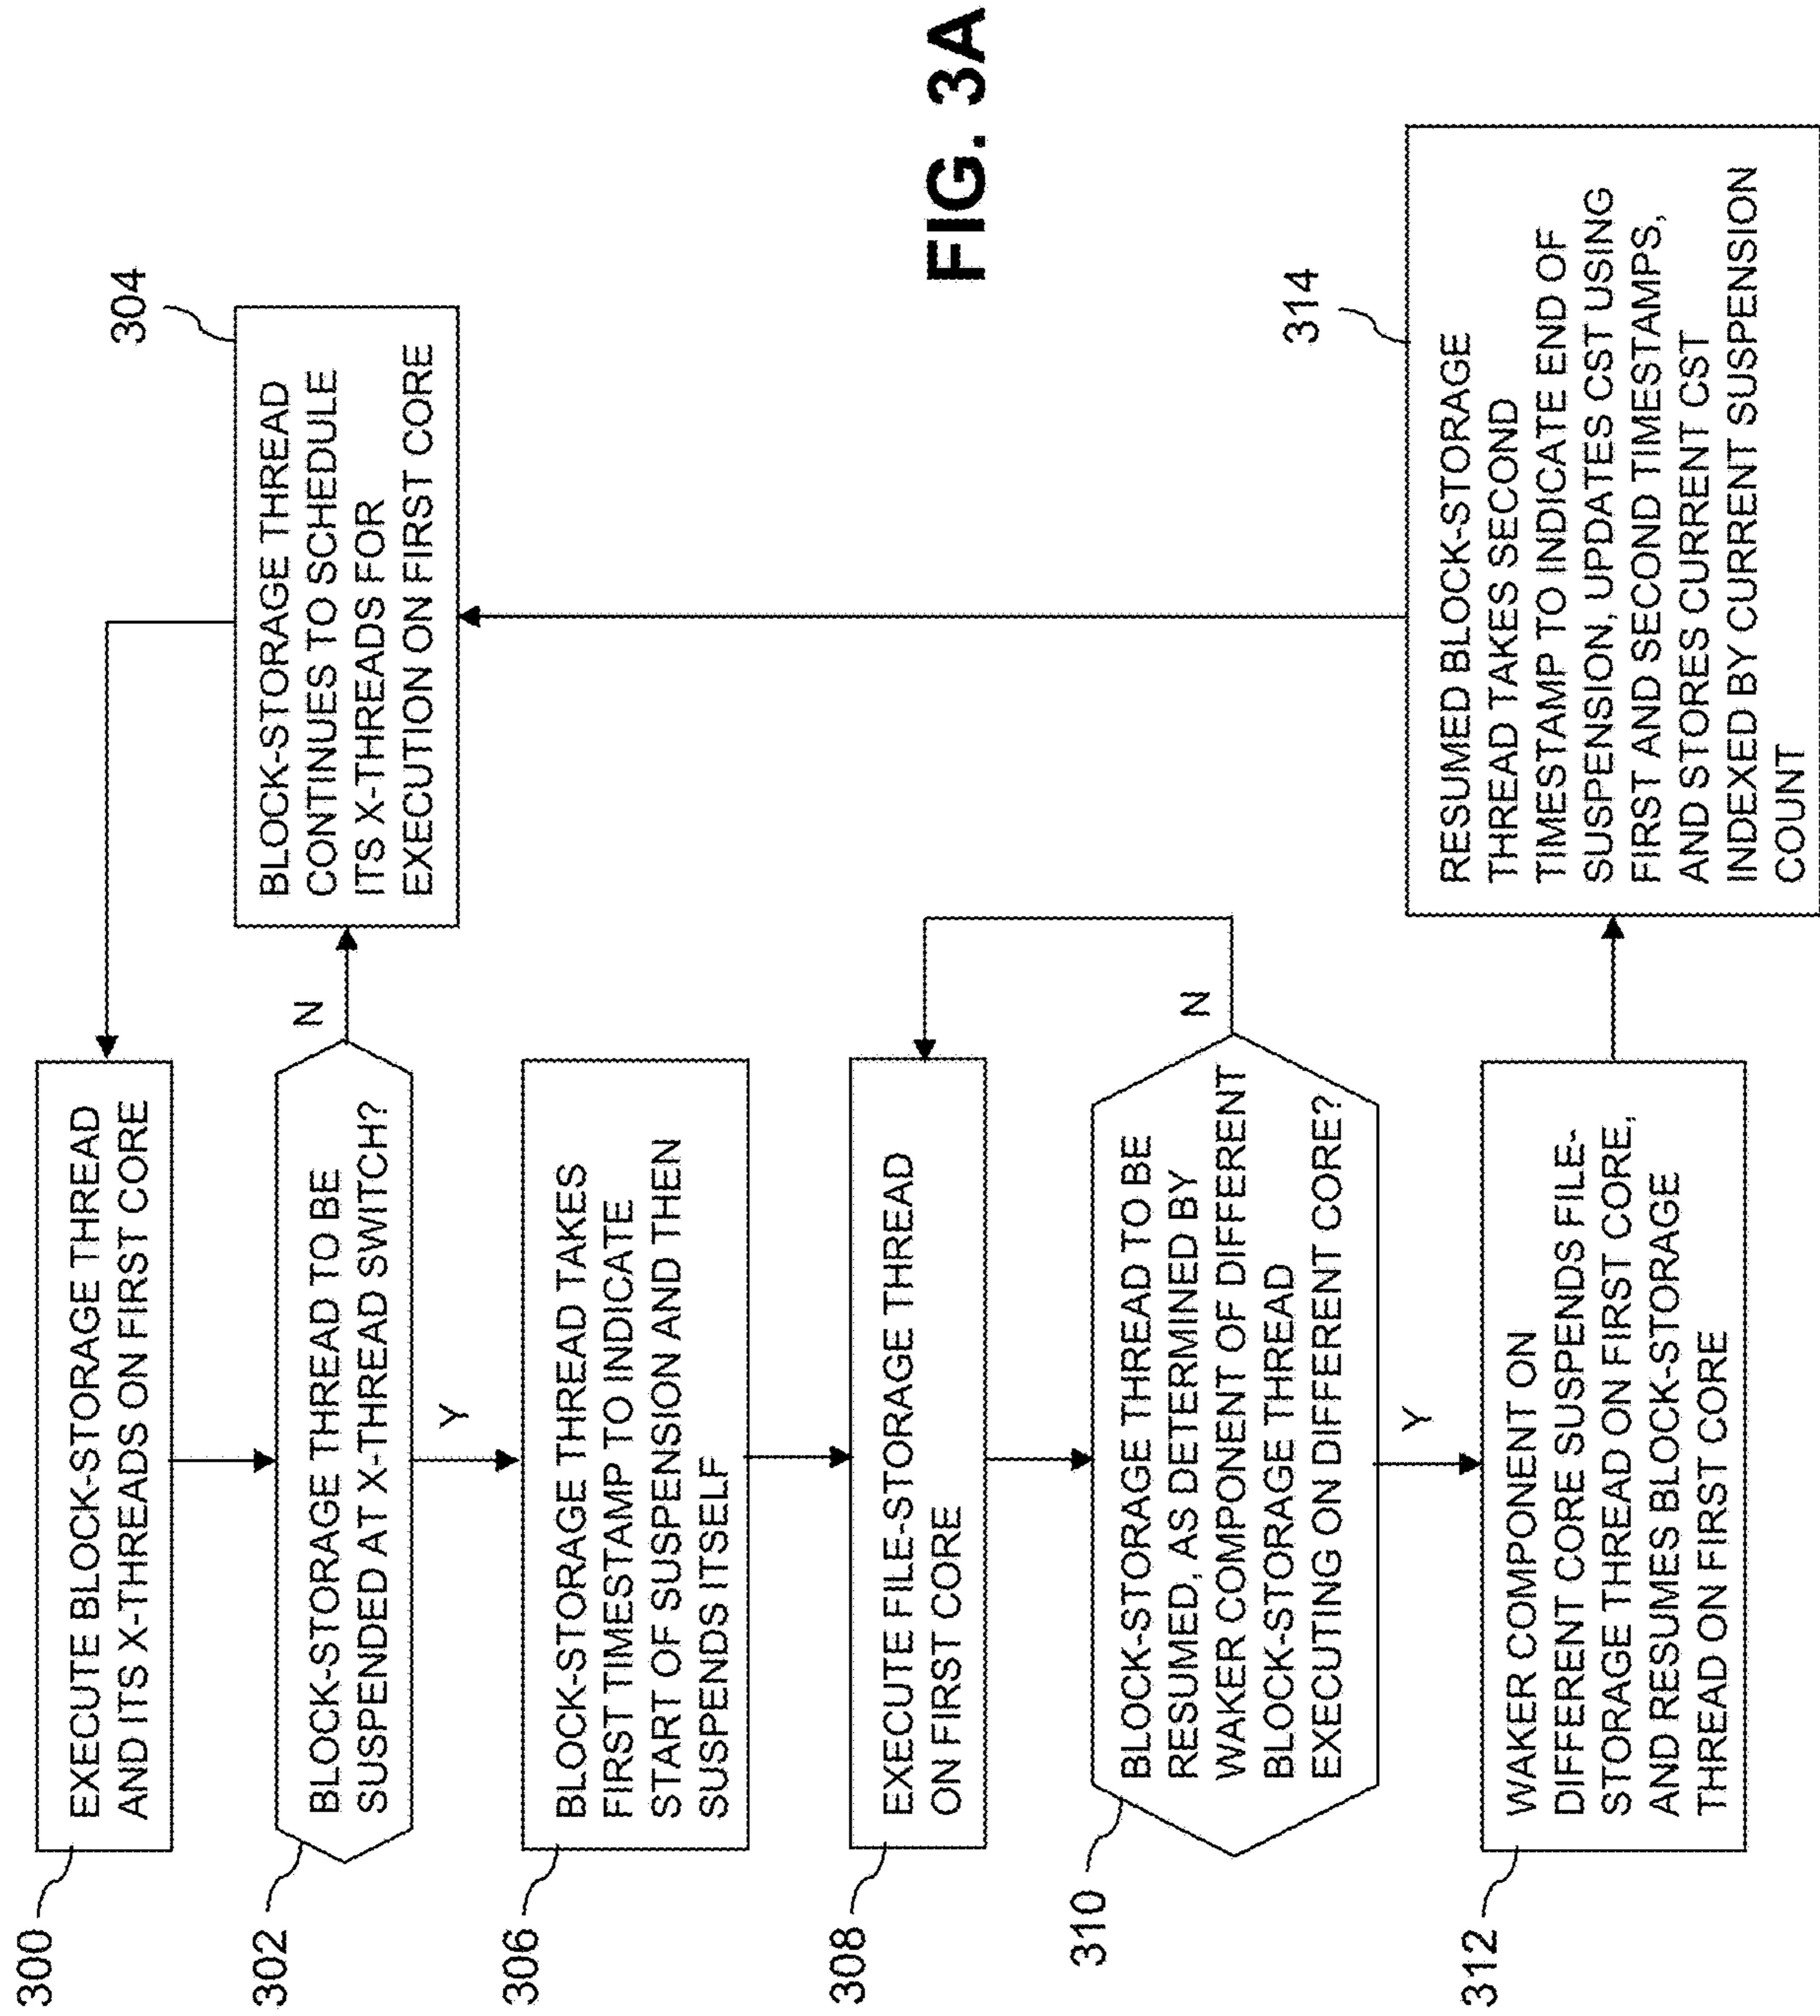 300
EXECUTE BLOCK-STORAGE THREAD
AND ITS X-THREADS ON FIRST CORE
302
BLOCK-STORAGE THREAD TO BE
SUSPENDED AT X-THREAD SWITCH?
N
304
BLOCK-STORAGE THREAD
CONTINUES TO SCHEDULE
ITS X-THREADS FOR
EXECUTION ON FIRST CORE
Y
306
BLOCK-STORAGE THREAD TAKES
FIRST TIMESTAMP TO INDICATE
START OF SUSPENSION AND THEN
SUSPENDS ITSELF
308
EXECUTE FILE-STORAGE THREAD
ON FIRST CORE
310
BLOCK-STORAGE THREAD TO BE
RESUMED, AS DETERMINED BY
WAKER COMPONENT OF DIFFERENT
BLOCK-STORAGE THREAD
EXECUTING ON DIFFERENT CORE?
N
Y
312
WAKER COMPONENT ON
DIFFERENT CORE SUSPENDS FILE-
STORAGE THREAD ON FIRST CORE,
AND RESUMES BLOCK-STORAGE
THREAD ON FIRST CORE
314
RESUMED BLOCK-STORAGE
THREAD TAKES SECOND
TIMESTAMP TO INDICATE END OF
SUSPENSION, UPDATES CST USING
FIRST AND SECOND TIMESTAMPS,
AND STORES CURRENT CST
INDEXED BY CURRENT SUSPENSION
COUNT
FIG. 3A